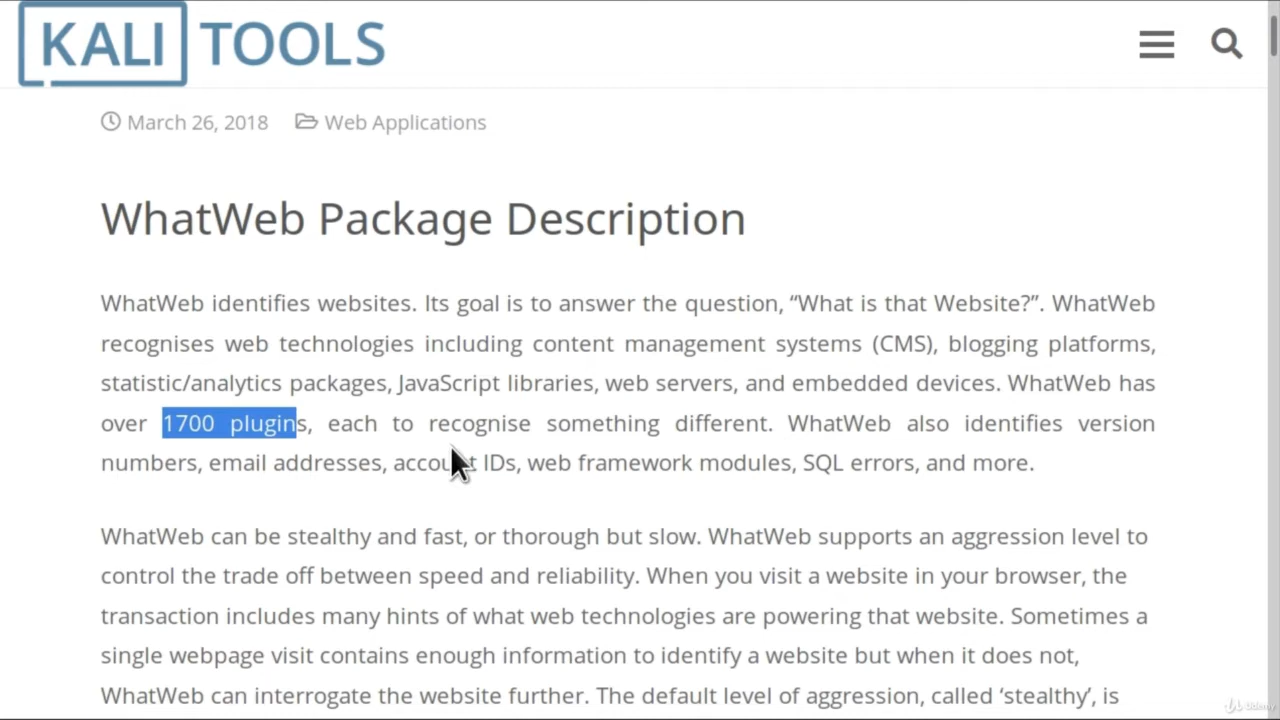 KALI TOOLS
March 26, 2018 Web Applications
WhatWeb Package Description
WhatWeb identifies websites. Its goal is to answer the question, “What is that Website?”. WhatWeb
recognises web technologies including content management systems (CMS), blogging platforms,
statistic/analytics packages, JavaScript libraries, web servers, and embedded devices. WhatWeb has
over 1700 plugins, each to recognise something different. WhatWeb also identifies version
numbers, email addresses, account IDs, web framework modules, SQL errors, and more.
WhatWeb can be stealthy and fast, or thorough but slow. WhatWeb supports an aggression level to
control the trade off between speed and reliability. When you visit a website in your browser, the
transaction includes many hints of what web technologies are powering that website. Sometimes a
single webpage visit contains enough information to identify a website but when it does not,
WhatWeb can interrogate the website further. The default level of aggression, called ‘stealthy’, is
Udemy